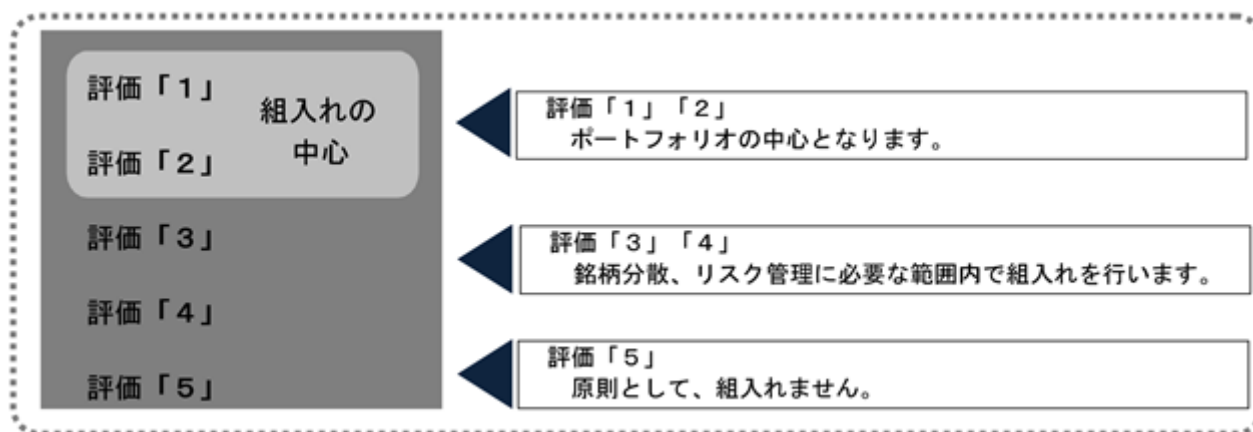 評価「１」
組入れの
中心
評価「２」
評価「３」
評価「４」
評価「５」
評価「１」「２」
ポートフォリオの中心となります。
評価「３」「４」
銘柄分散、リスク管理に必要な範囲内で組入れを行います。
評価「５」
原則として、組入れません。